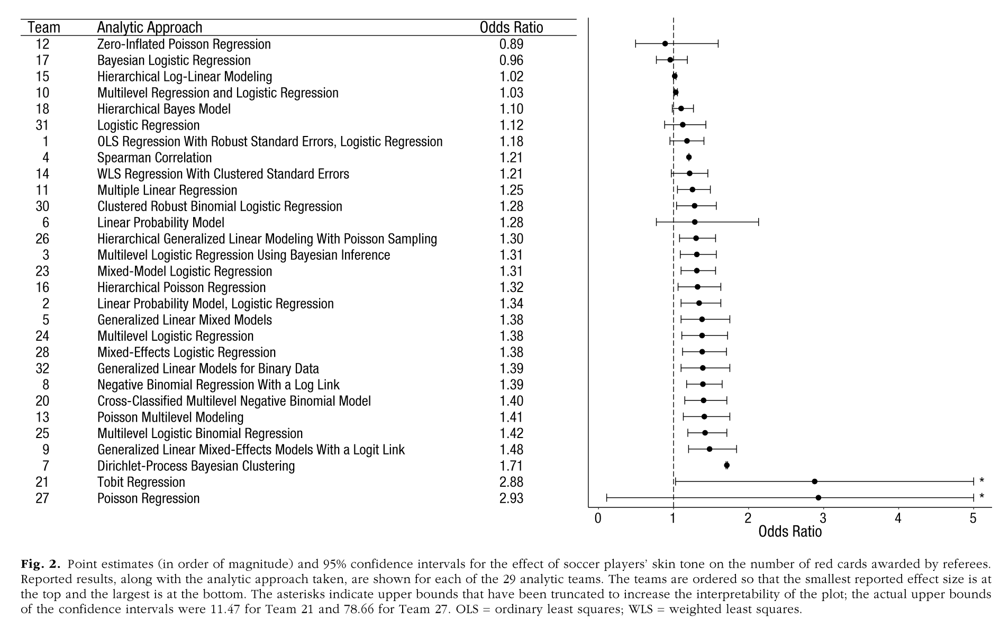 Team Analytic Approach Odds Ratio
12 Zero-Inflated Poisson Regression 0.89
17 Bayesian Logistic Regression 0.96
15 Hierarchical Log-Linear Modeling 1.02
10 Multilevel Regression and Logistic Regression 1.03
18 Hierarchical Bayes Model 1.10
31 Logistic Regression 1.12
1 OLS Regression With Robust Standard Errors, Logistic Regression 1.18
4 Spearman Correlation 1.21
14 WLS Regression With Clustered Standard Errors 1.21
11 Multiple Linear Regression 1.25
30 Clustered Robust Binomial Logistic Regression 1.28
6 Linear Probability Model 1.28
26 Hierarchical Generalized Linear Modeling With Poisson Sampling 1.30
3 Multilevel Logistic Regression Using Bayesian Inference 1.31
23 Mixed-Model Logistic Regression 1.31
16 Hierarchical Poisson Regression 1.32
2 Linear Probability Model, Logistic Regression 1.34
5 Generalized Linear Mixed Models 1.38
24 Multilevel Logistic Regression 1.38
28 Mixed-Effects Logistic Regression 1.38
32 Generalized Linear Models for Binary Data 1.39
8 Negative Binomial Regression With a Log Link 1.39
20 Cross-Classified Multilevel Negative Binomial Model 1.40
13 Poisson Multilevel Modeling 1.41
25 Multilevel Logistic Binomial Regression 1.42
9 Generalized Linear Mixed-Effects Models With a Logit Link 1.48
7 Dirichlet-Process Bayesian Clustering 1.71
21 Tobit Regression 2.88 *
27 Poisson Regression 2.93 *
0 1 2 3 4 5
Odds Ratio
Fig. 2. Point estimates (in order of magnitude) and 95% confidence intervals for the effect of soccer players' skin tone on the number of red cards awarded by referees.
Reported results, along with the analytic approach taken, are shown for each of the 29 analytic teams. The teams are ordered so that the smallest reported effect size is at
the top and the largest is at the bottom. The asterisks indicate upper bounds that have been truncated to increase the interpretability of the plot; the actual upper bounds
of the confidence intervals were 11.47 for Team 21 and 78.66 for Team 27. OLS = ordinary least squares; WLS = weighted least squares.